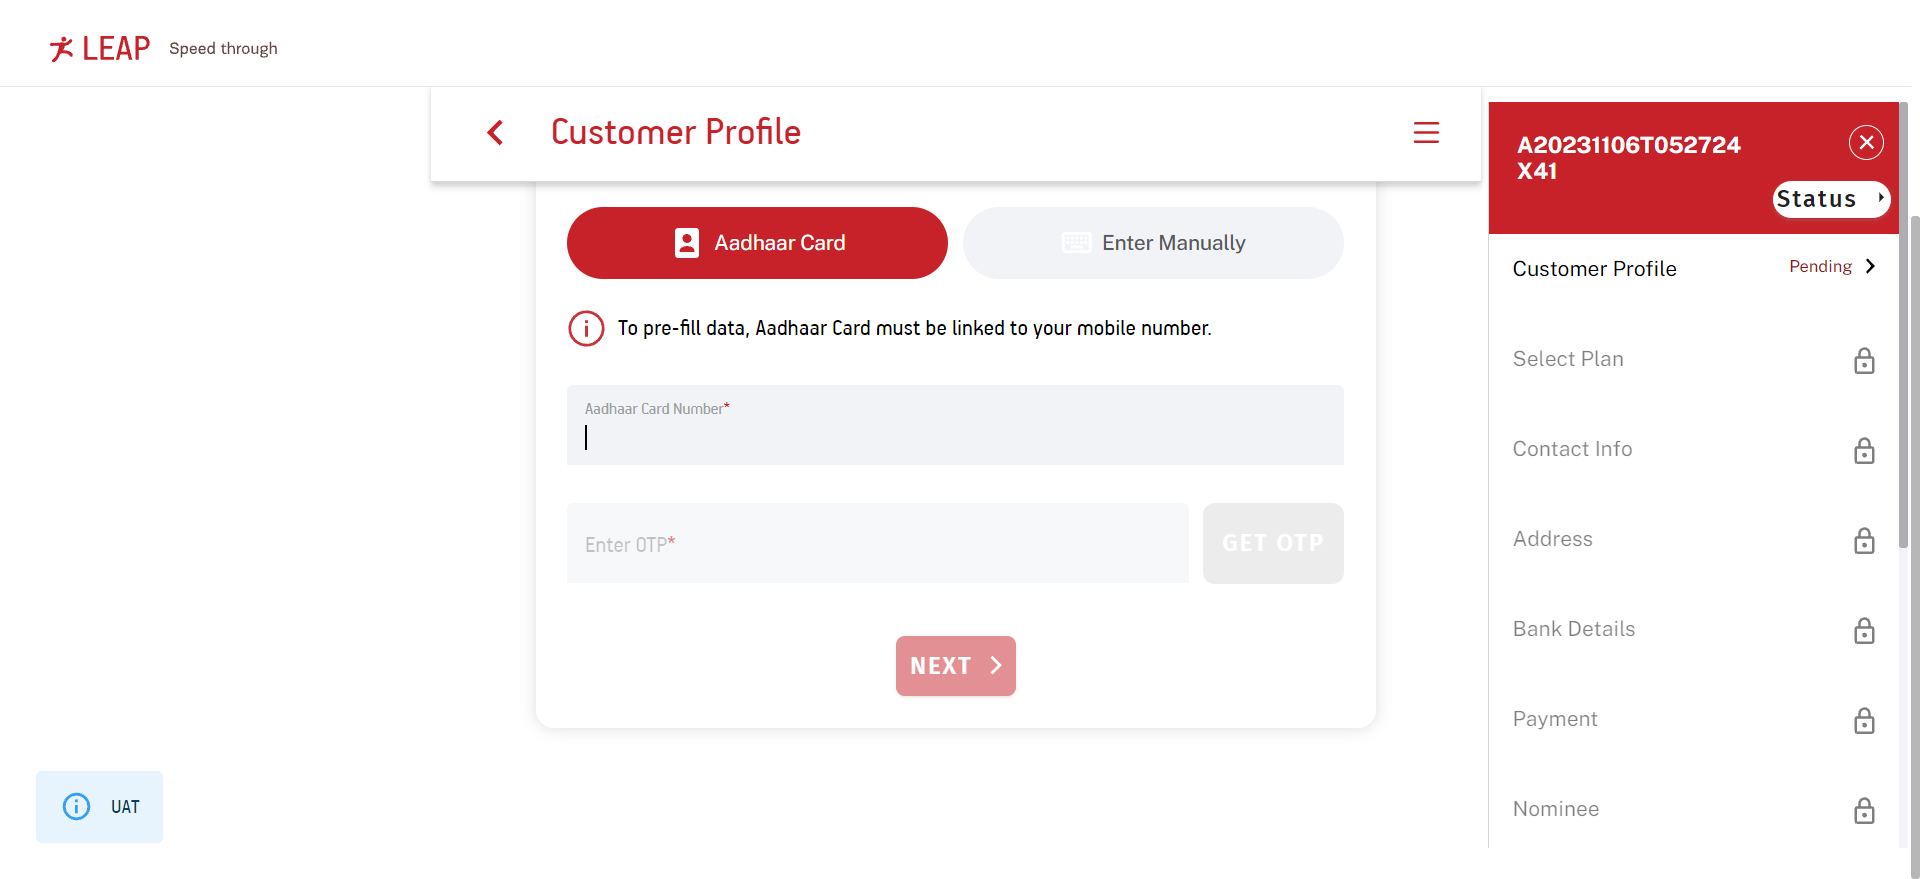 LEAP Speed through
Customer Profile
Aadhaar Card
Enter Manually
To pre-fill data, Aadhaar Card must be linked to your mobile number.
Aadhaar Card Number*
Enter OTP*
GET OTP
NEXT
UAT
A20231106T052724
X41
Status
Customer Profile Pending
Select Plan
Contact Info
Address
Bank Details
Payment
Nominee